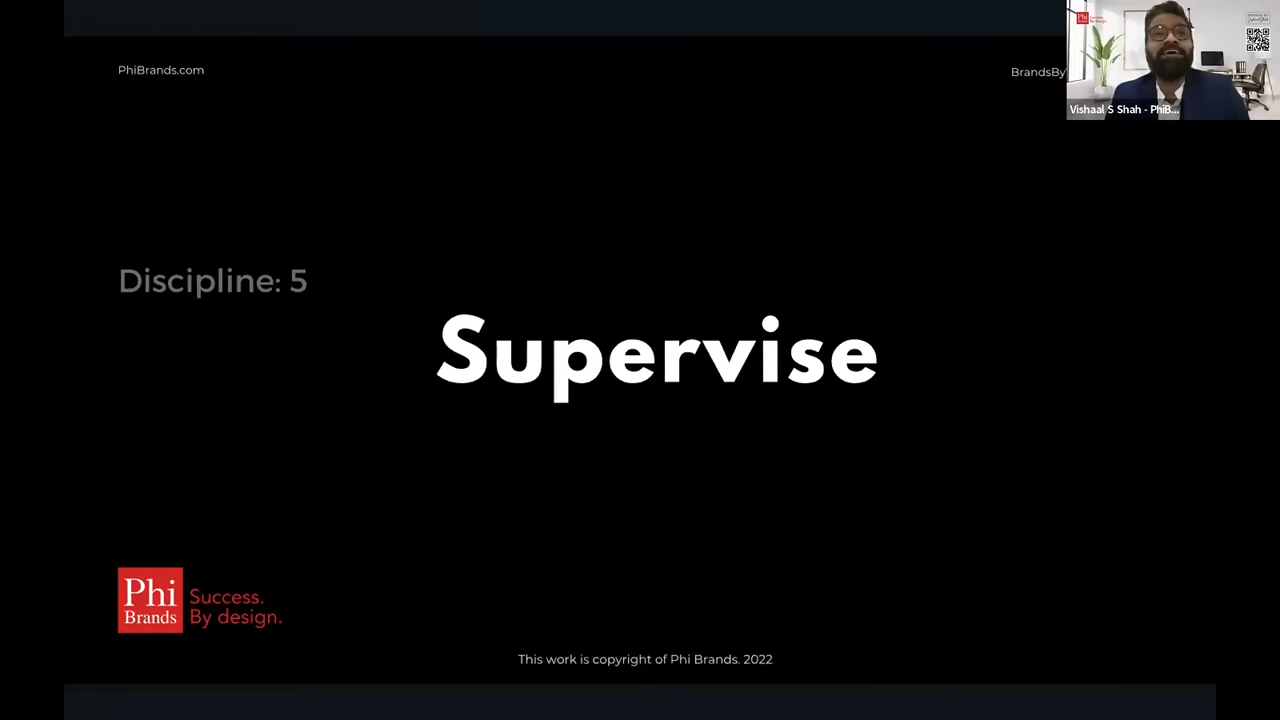 PhiBrands.com
BrandsBy
Vishaal S Shah - PhiB...
Discipline: 5
Supervise
Phi
Brands
Success.
By design.
This work is copyright of Phi Brands. 2022